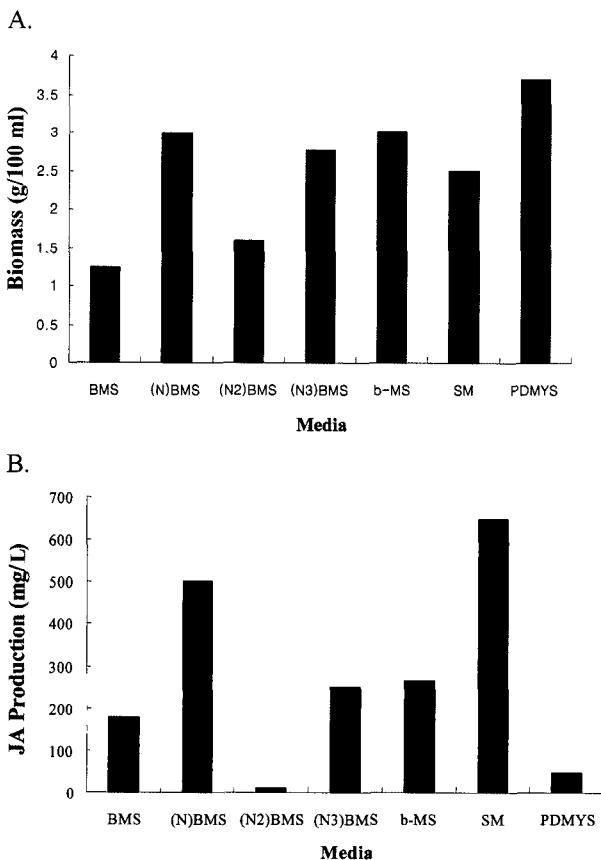 A.
Biomass (g/100 ml)
4
3.5
3
2.5
2
1.5
1
0.5
0
BMS (N)BMS (N2)BMS (N3)BMS b-MS SM PDMYS
Media
B.
JA Production (mg/L)
700
600
500
400
300
200
100
0
BMS (N)BMS (N2)BMS (N3)BMS b-MS SM PDMYS
Media